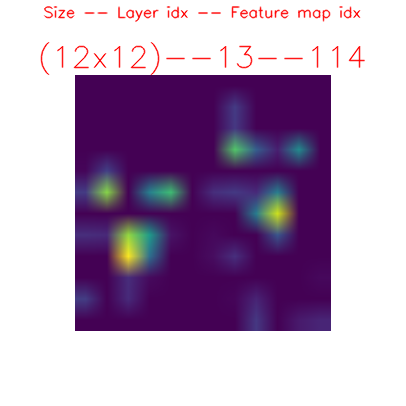 Size -- Layer idx -- Feature map idx
(12x12)--13--114